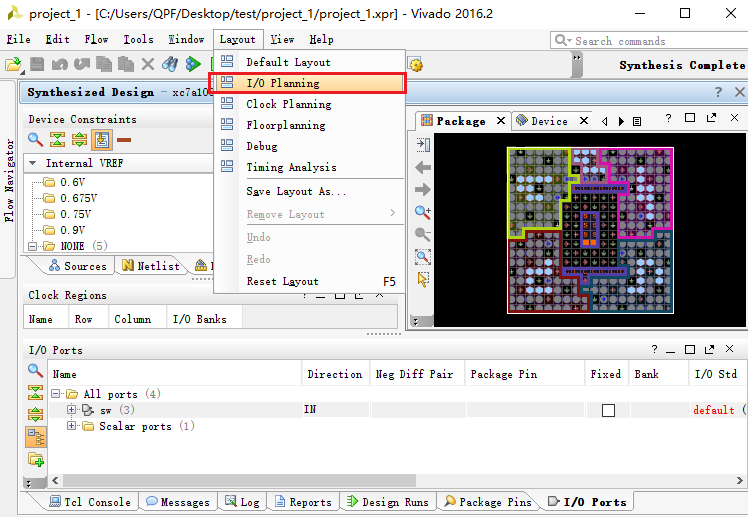 project_1 - [C:/Users/QPF/Desktop/test/project_1/project_1.xpr] - Vivado 2016.2
File Edit Flow Tools Window Layout View Help
Search commands
Synthesis Complete
Default Layout
I/O Planning
Clock Planning
Floorplanning
Debug
Timing Analysis
Save Layout As...
Remove Layout
Undo
Redo
Reset Layout F5
Flow Navigator
Synthesized Design - xc7a10
Device Constraints
Internal VREF
0.6V
0.675V
0.75V
0.9V
NONE (5)
Sources Netlist
Package Device
Clock Regions
Name Row Column I/O Banks
I/O Ports
Name Direction Neg Diff Pair Package Pin Fixed Bank I/O Std
All ports (4)
sw (3) IN default (
Scalar ports (1)
Tcl Console Messages Log Reports Design Runs Package Pins I/O Ports